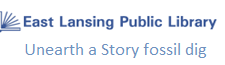 East Lansing Public Library
Unearth a Story fossil dig